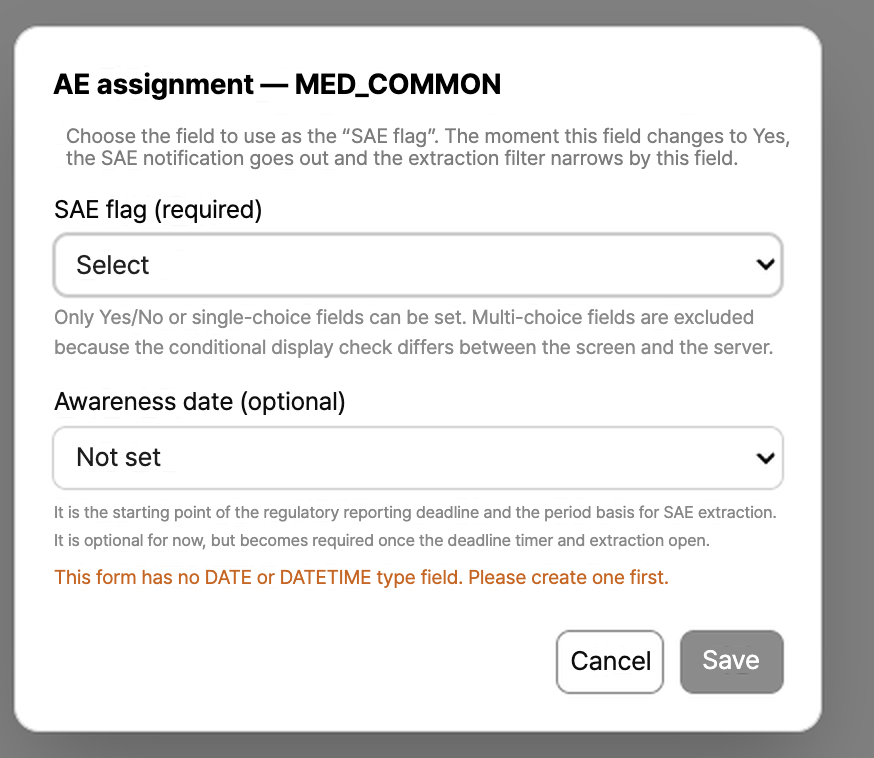 AE assignment — MED_COMMON
Choose the field to use as the “SAE flag”. The moment this field changes to Yes,
the SAE notification goes out and the extraction filter narrows by this field.
SAE flag (required)
Select
Only Yes/No or single-choice fields can be set. Multi-choice fields are excluded
because the conditional display check differs between the screen and the server.
Awareness date (optional)
Not set
It is the starting point of the regulatory reporting deadline and the period basis for SAE extraction.
It is optional for now, but becomes required once the deadline timer and extraction open.
This form has no DATE or DATETIME type field. Please create one first.
Cancel
Save